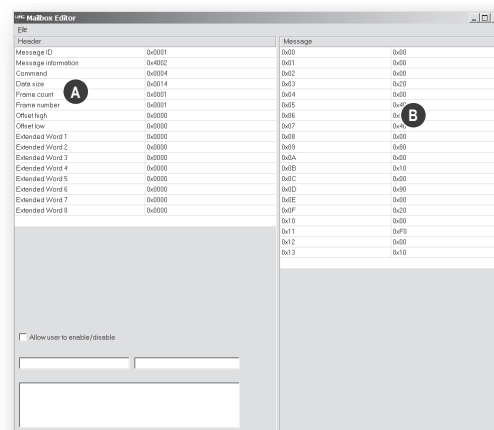 Mailbox Editor
File
Header
Message ID 0x0001
Message information 0x4002
Command 0x0004
Data size 0x0014
Frame count 0x0001
Frame number 0x0001
Offset high 0x0000
Offset low 0x0000
Extended Word 1 0x0000
Extended Word 2 0x0000
Extended Word 3 0x0000
Extended Word 4 0x0000
Extended Word 5 0x0000
Extended Word 6 0x0000
Extended Word 7 0x0000
Extended Word 8 0x0000
A
Allow user to enable/disable
Message
0x00 0x00
0x01 0x00
0x02 0x00
0x03 0x20
0x04 0x00
0x05
0x06
0x07
B
0x08 0x00
0x09 0x80
0x0A 0x00
0x0B 0x10
0x0C 0x00
0x0D 0x90
0x0E 0x00
0x0F 0x20
0x10 0x00
0x11 0xF0
0x12 0x00
0x13 0x10